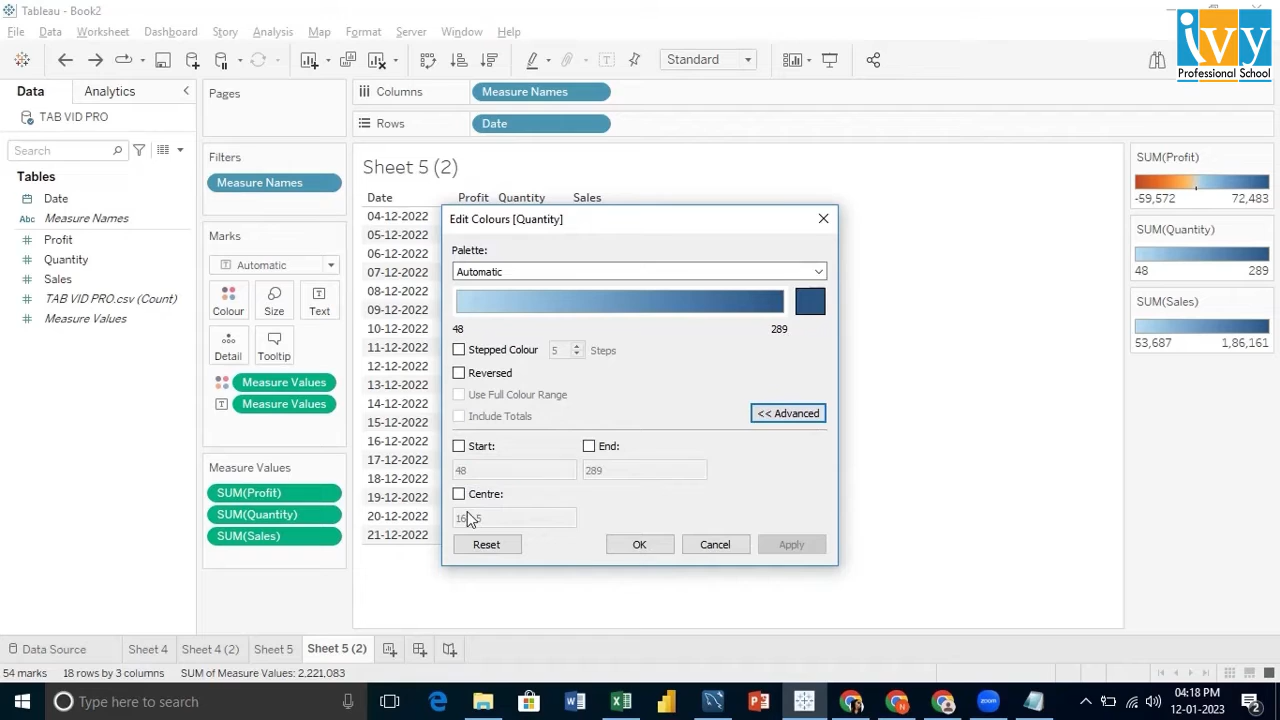 Tableau - Book2
ivy
Professional School
File Data Worksheet Dashboard Story Analysis Map Format Server Window Help
Standard
Data Analytics
TAB VID PRO
Search
Tables
Date
Abc Measure Names
Profit
Quantity
Sales
TAB VID PRO.csv (Count)
Measure Values
Pages
Filters
Measure Names
Marks
Automatic
Colour Size Text
Detail Tooltip
Measure Values
Measure Values
Measure Values
SUM(Profit)
SUM(Quantity)
SUM(Sales)
Columns Measure Names
Rows Date
Sheet 5 (2)
Date Profit Quantity Sales
04-12-2022
05-12-2022
06-12-2022
07-12-2022
08-12-2022
09-12-2022
10-12-2022
11-12-2022
12-12-2022
13-12-2022
14-12-2022
15-12-2022
16-12-2022
17-12-2022
18-12-2022
19-12-2022
20-12-2022
21-12-2022
Edit Colours [Quantity]
Palette:
Automatic
48 289
Stepped Colour 5 Steps
Reversed
Use Full Colour Range
Include Totals
<< Advanced
Start: End:
48 289
Centre:
Reset OK Cancel Apply
SUM(Profit)
-59,572 72,483
SUM(Quantity)
48 289
SUM(Sales)
53,687 1,86,161
Data Source Sheet 4 Sheet 4 (2) Sheet 5 Sheet 5 (2)
54 marks 18 rows by 3 columns SUM of Measure Values: 2,221,083
Type here to search
04:18 PM
12-01-2023
2